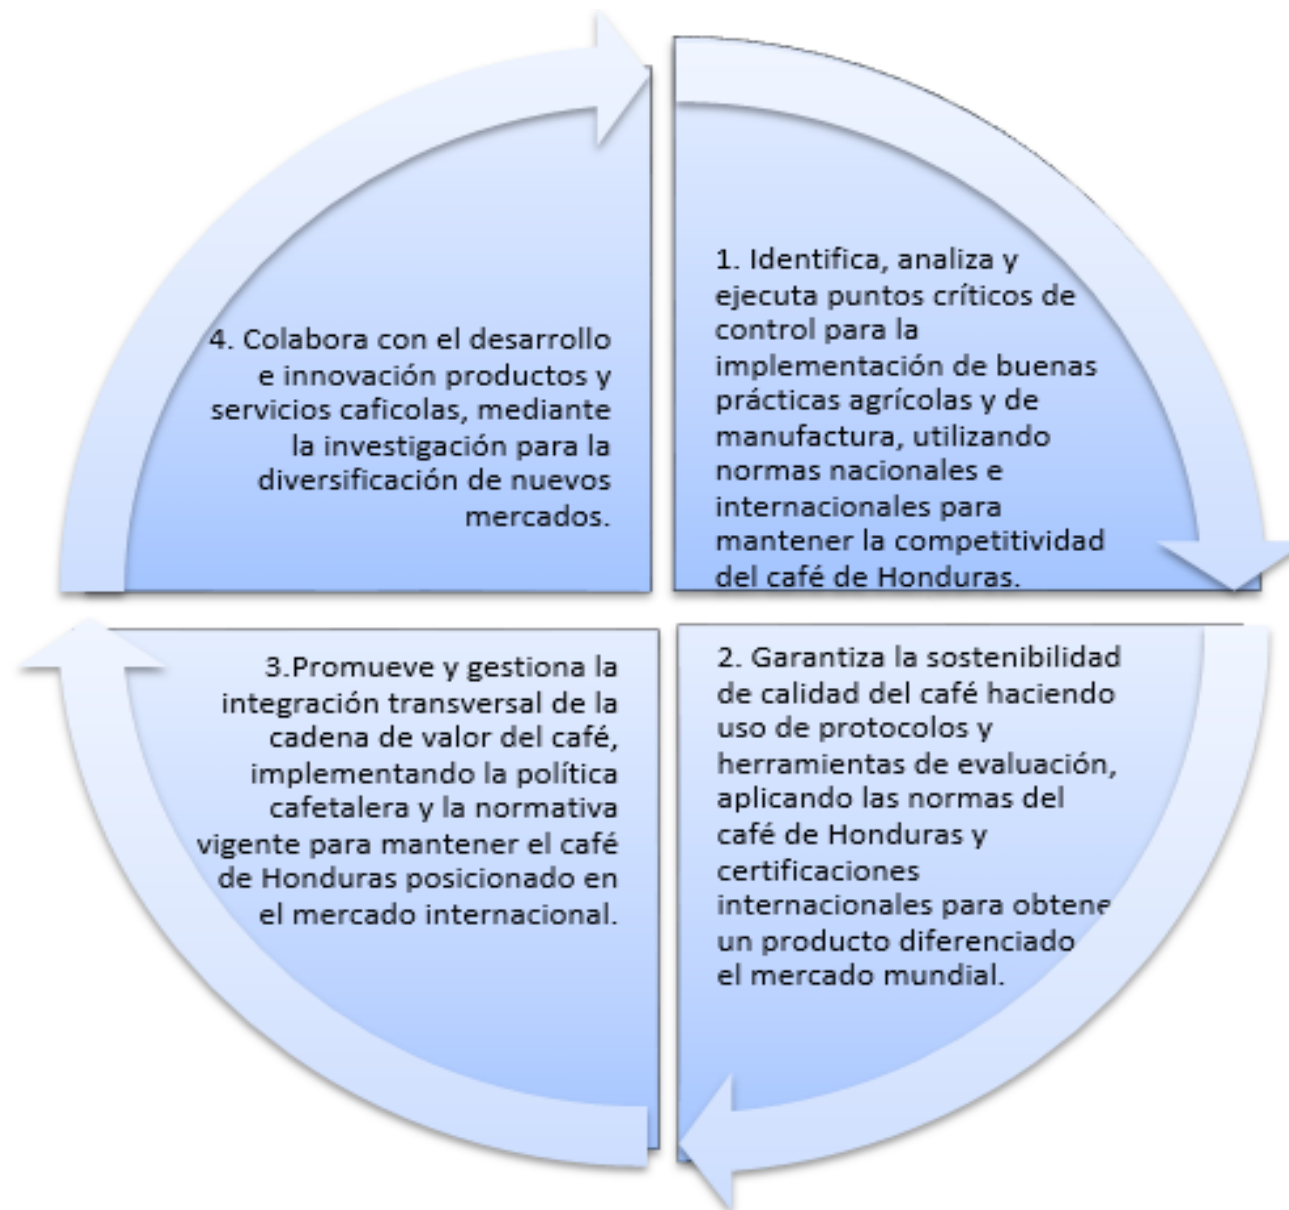 1. Identifica, analiza y
ejecuta puntos críticos de
control para la
implementación de buenas
prácticas agrícolas y de
manufactura, utilizando
normas nacionales e
internacionales para
mantener la competitividad
del café de Honduras.
2. Garantiza la sostenibilidad
de calidad del café haciendo
uso de protocolos y
herramientas de evaluación,
aplicando las normas del
café de Honduras y
certificaciones
internacionales para obtene
un producto diferenciado
el mercado mundial.
3.Promueve y gestiona la
integración transversal de la
cadena de valor del café,
implementando la política
cafetalera y la normativa
vigente para mantener el café
de Honduras posicionado en
el mercado internacional.
4. Colabora con el desarrollo
e innovación productos y
servicios caficolas, mediante
la investigación para la
diversificación de nuevos
mercados.